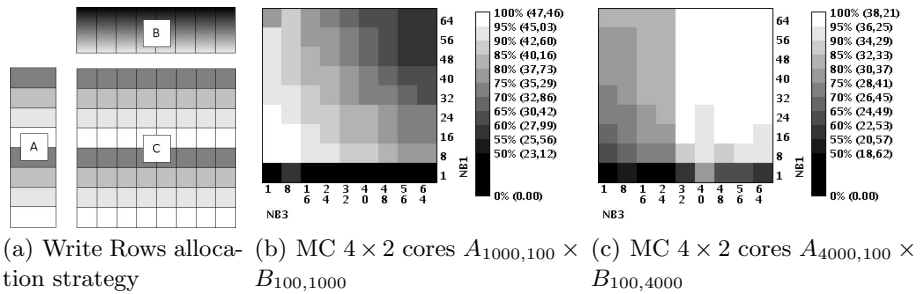 B
A
C
64
56
48
40
32
24
16
8
1
NB1
1 8 16 24 32 40 48 56 64
NB3
100% (47,46)
95% (45,03)
90% (42,60)
85% (40,16)
80% (37,73)
75% (35,29)
70% (32,86)
65% (30,42)
60% (27,99)
55% (25,56)
50% (23,12)
0% (0.00)
64
56
48
40
32
24
16
8
1
NB1
1 8 16 24 32 40 48 56 64
NB3
100% (38,21)
95% (36,25)
90% (34,29)
85% (32,33)
80% (30,37)
75% (28,41)
70% (26,45)
65% (24,49)
60% (22,53)
55% (20,57)
50% (18,62)
0% (0.00)
(a) Write Rows alloca-
tion strategy
(b) MC 4 × 2 cores A1000,100 ×
B100,1000
(c) MC 4 × 2 cores A4000,100 ×
B100,4000